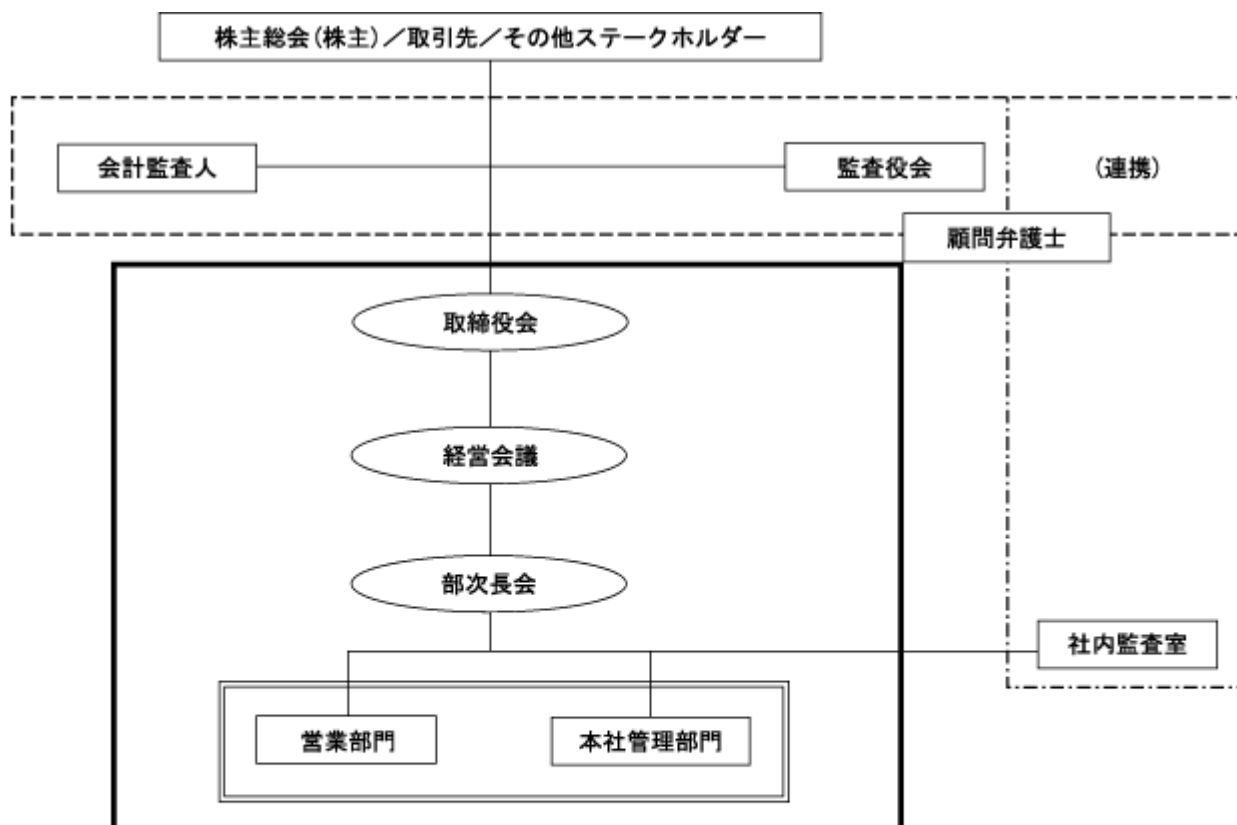 株主総会(株主)／取引先／その他ステークホルダー
会計監査人
監査役会
(連携)
顧問弁護士
取締役会
経営会議
部次長会
社内監査室
営業部門
本社管理部門